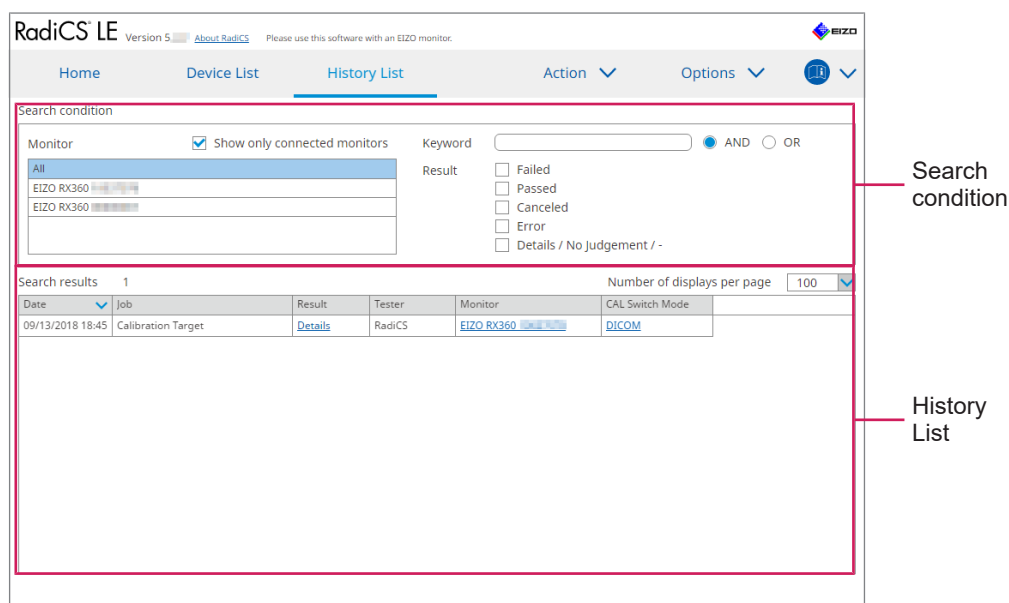 RadiCS® LE Version 5. About RadiCS Please use this software with an EIZO monitor. EIZO
Home Device List History List Action Options
Search condition
Monitor Show only connected monitors Keyword AND OR
All Result Failed
EIZO RX360 Passed
EIZO RX360 Canceled
Error
Details / No Judgement / -
Search condition
Search results 1 Number of displays per page 100
Date Job Result Tester Monitor CAL Switch Mode
09/13/2018 18:45 Calibration Target Details RadiCS EIZO RX360 DICOM
History
List